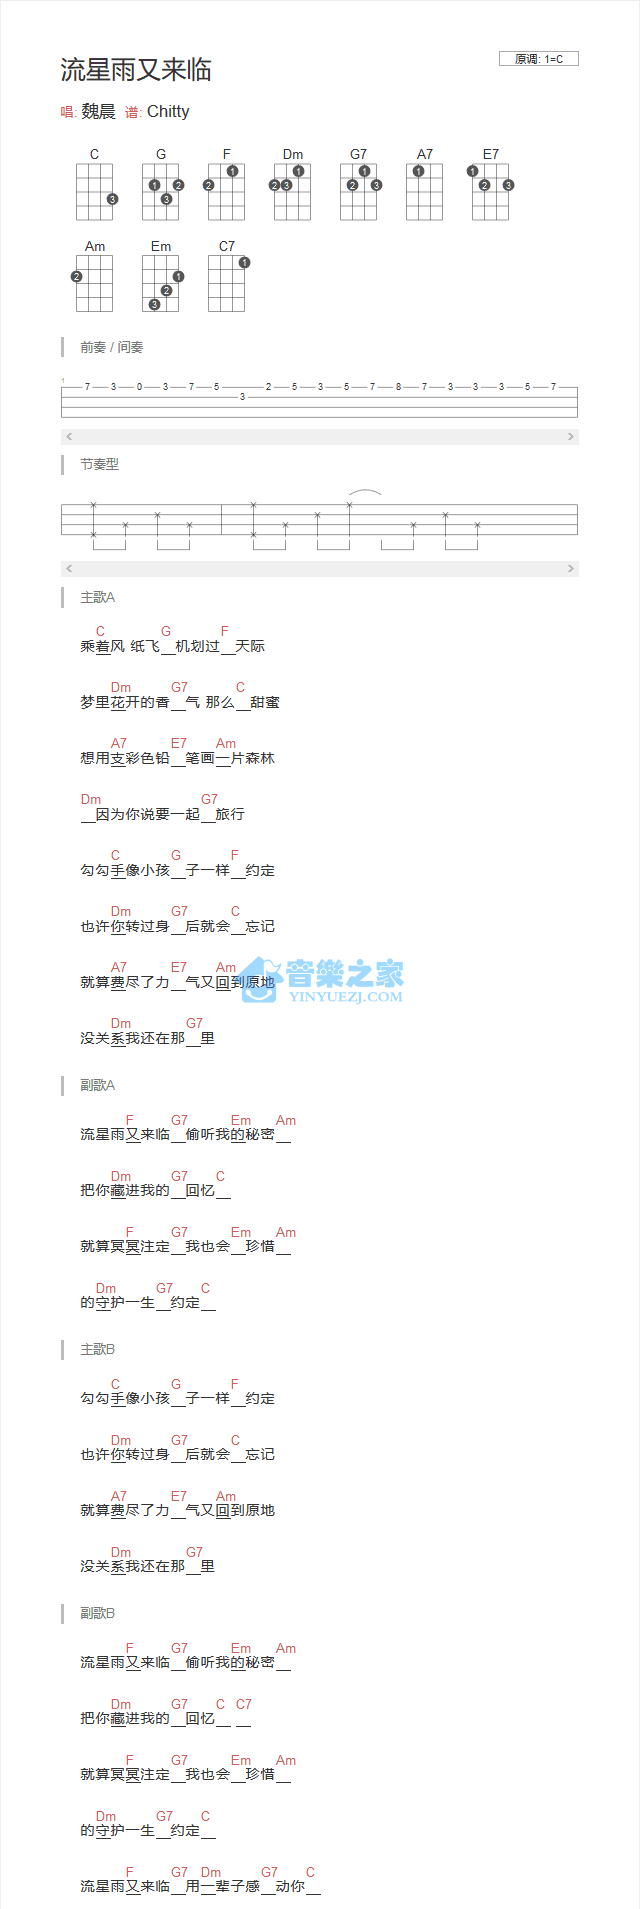 流星雨又来临
原调: 1=C
唱: 魏晨 谱: Chitty
C G F Dm G7 A7 E7
3 1 2 3 1 2 1 2 3 1 2 3 1 1 2 3
Am Em C7
2 1 2 3 1
前奏 / 间奏
1
7 3 0 3 7 5 3 2 5 3 5 7 8 7 3 3 3 5 7
节奏型
主歌A
C G F
乘着风 纸飞__机划过__天际
Dm G7 C
梦里花开的香__气 那么__甜蜜
A7 E7 Am
想用支彩色铅__笔画一片森林
Dm G7
__因为你说要一起__旅行
C G F
勾勾手像小孩__子一样__约定
Dm G7 C
也许你转过身__后就会__忘记
A7 E7 Am
就算费尽了力__气又回到原地
音樂之家
YINYUEZJ.COM
Dm G7
没关系我还在那__里
副歌A
F G7 Em Am
流星雨又来临__偷听我的秘密__
Dm G7 C
把你藏进我的__回忆__
F G7 Em Am
就算冥冥注定__我也会__珍惜__
Dm G7 C
的守护一生__约定__
主歌B
C G F
勾勾手像小孩__子一样__约定
Dm G7 C
也许你转过身__后就会__忘记
A7 E7 Am
就算费尽了力__气又回到原地
Dm G7
没关系我还在那__里
副歌B
F G7 Em Am
流星雨又来临__偷听我的秘密__
Dm G7 C C7
把你藏进我的__回忆__ __
F G7 Em Am
就算冥冥注定__我也会__珍惜__
Dm G7 C
的守护一生__约定__
F G7 Dm G7 C
流星雨又来临__用一辈子感__动你__